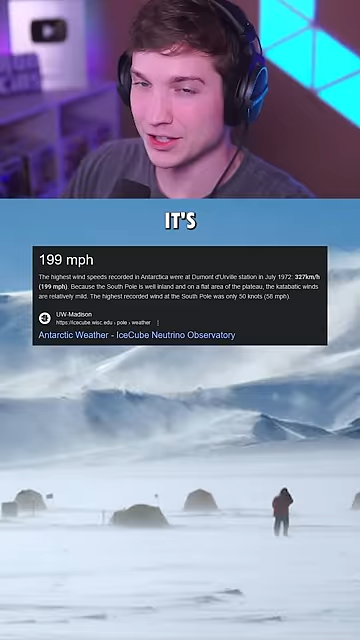 IT'S
199 mph
The highest wind speeds recorded in Antarctica were at Dumont d'Urville station in July 1972: 327km/h
(199 mph). Because the South Pole is well inland and on a flat area of the plateau, the katabatic winds
are relatively mild. The highest recorded wind at the South Pole was only 50 knots (58 mph).
UW-Madison
https://icecube.wisc.edu › pole › weather
Antarctic Weather - IceCube Neutrino Observatory